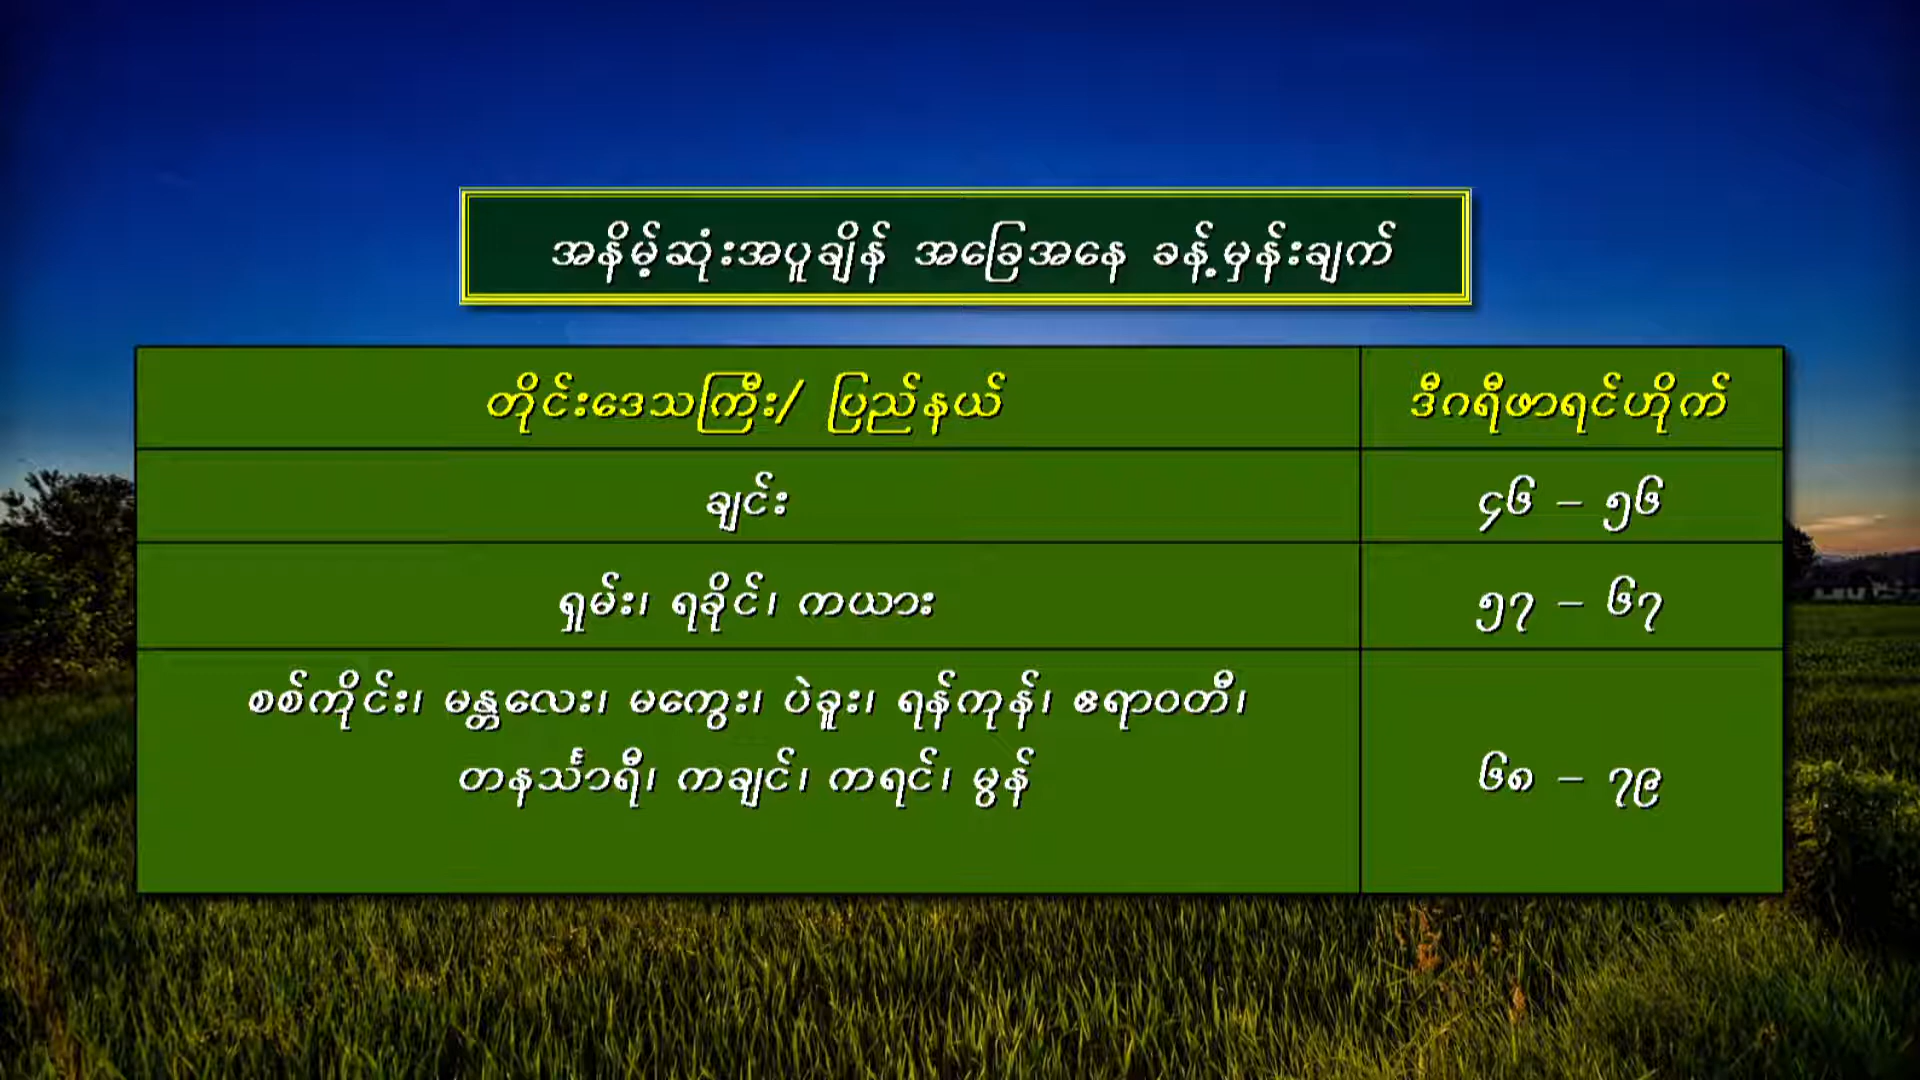 အနိမ့်ဆုံးအပူချိန် အခြေအနေ ခန့်မှန်းချက်
တိုင်းဒေသကြီး/ ပြည်နယ်
ဒီဂရီဖာရင်ဟိုက်
ချင်း
၄၆ – ၅၆
ရှမ်း၊ ရခိုင်၊ ကယား
၅၇ – ၆၇
စစ်ကိုင်း၊ မန္တလေး၊ မကွေး၊ ပဲခူး၊ ရန်ကုန်၊ ဧရာဝတီ၊
တနင်္သာရီ၊ ကချင်၊ ကရင်၊ မွန်
၆၈ – ၇၉